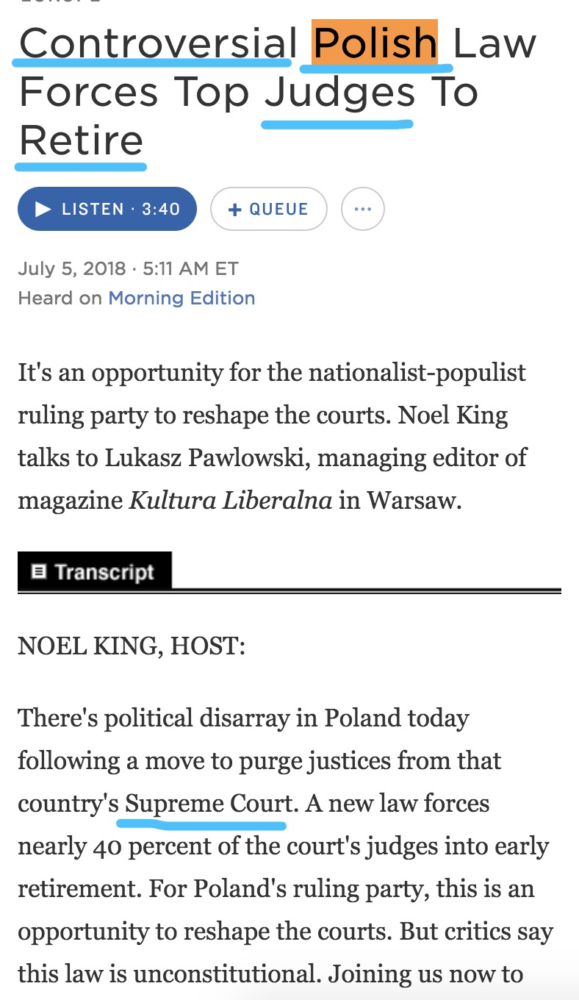 Controversial Polish Law
Forces Top Judges To
Retire
LISTEN · 3:40
+ QUEUE
···
July 5, 2018 · 5:11 AM ET
Heard on Morning Edition
It's an opportunity for the nationalist-populist
ruling party to reshape the courts. Noel King
talks to Lukasz Pawlowski, managing editor of
magazine Kultura Liberalna in Warsaw.
Transcript
NOEL KING, HOST:
There's political disarray in Poland today
following a move to purge justices from that
country's Supreme Court. A new law forces
nearly 40 percent of the court's judges into early
retirement. For Poland's ruling party, this is an
opportunity to reshape the courts. But critics say
this law is unconstitutional. Joining us now to